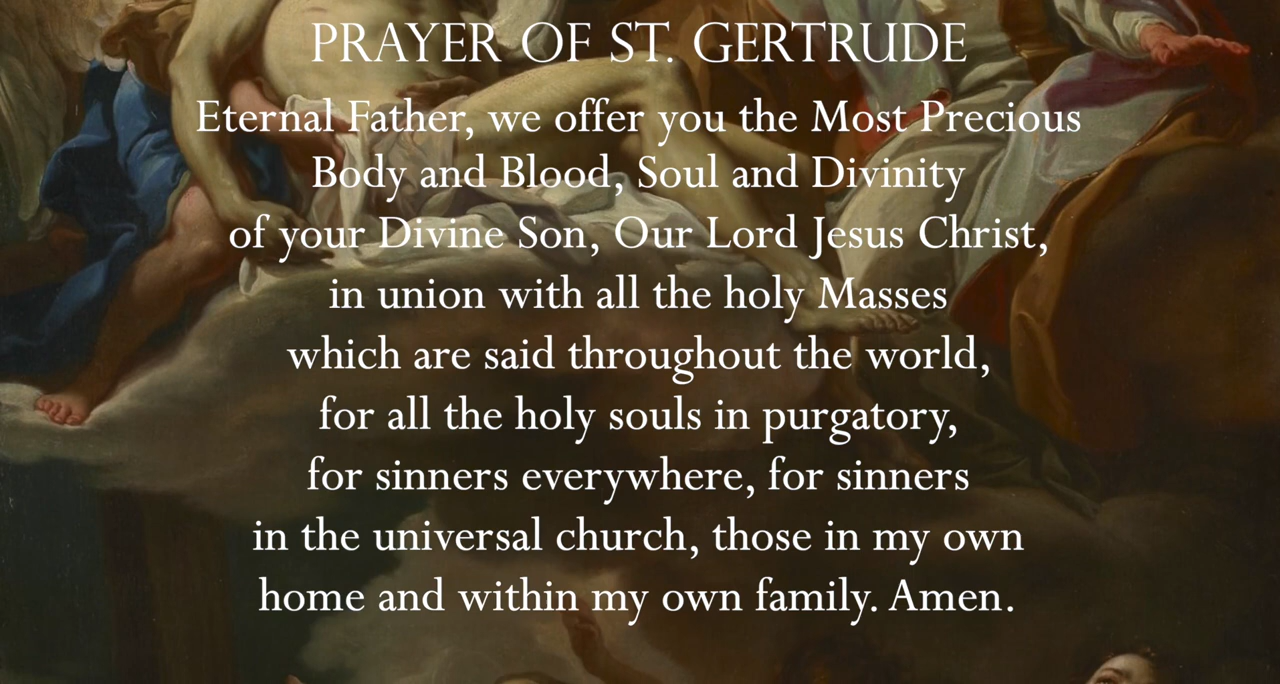 PRAYER OF ST. GERTRUDE
Eternal Father, we offer you the Most Precious
Body and Blood, Soul and Divinity
of your Divine Son, Our Lord Jesus Christ,
in union with all the holy Masses
which are said throughout the world,
for all the holy souls in purgatory,
for sinners everywhere, for sinners
in the universal church, those in my own
home and within my own family. Amen.